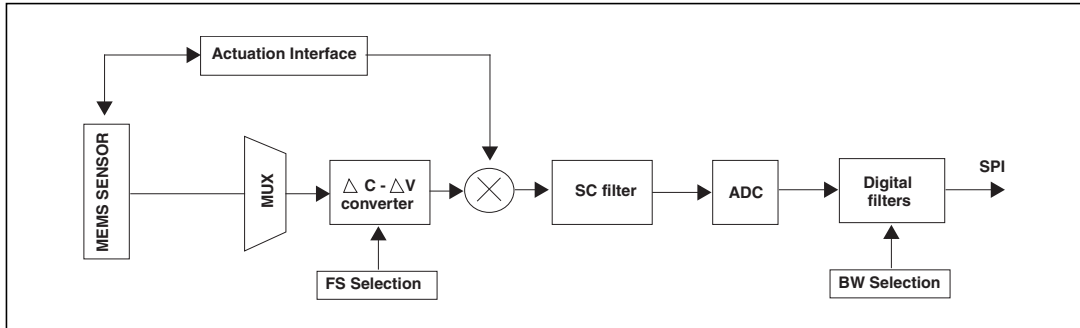 Actuation Interface
MEMS SENSOR
MUX
△ C - △V
converter
SC filter
ADC
Digital
filters
SPI
FS Selection
BW Selection